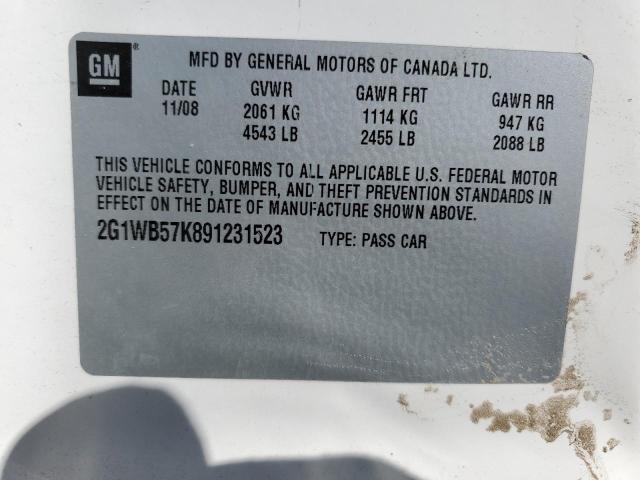 GM®
MFD BY GENERAL MOTORS OF CANADA LTD.
DATE GVWR GAWR FRT GAWR RR
11/08 2061 KG 1114 KG 947 KG
4543 LB 2455 LB 2088 LB
THIS VEHICLE CONFORMS TO ALL APPLICABLE U.S. FEDERAL MOTOR
VEHICLE SAFETY, BUMPER, AND THEFT PREVENTION STANDARDS IN
EFFECT ON THE DATE OF MANUFACTURE SHOWN ABOVE.
2G1WB57K891231523 TYPE: PASS CAR